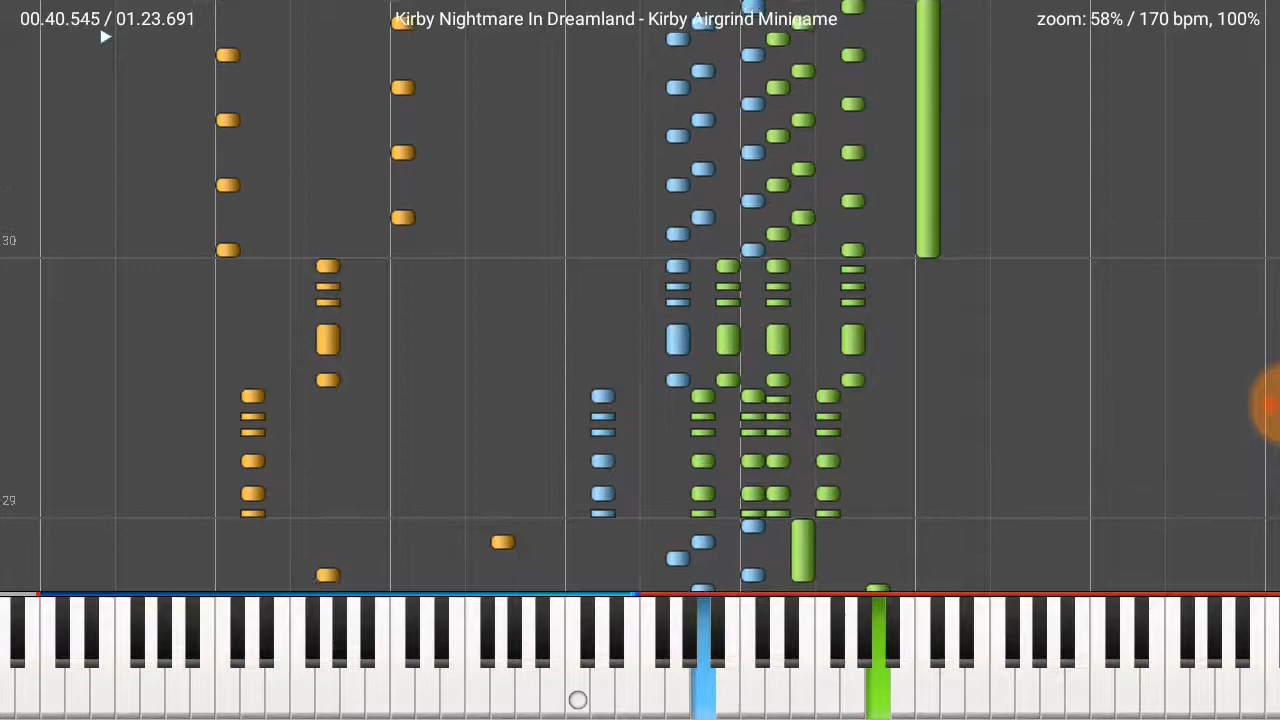 00.40.545 / 01.23.691
Kirby Nightmare In Dreamland - Kirby Airgrind Minigame
zoom: 58% / 170 bpm, 100%
30
29